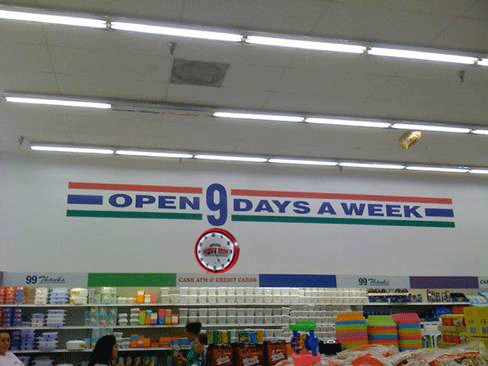 OPEN 9 DAYS A WEEK
99 Thanks
CASH ATM & CREDIT CARDS
99 Thanks